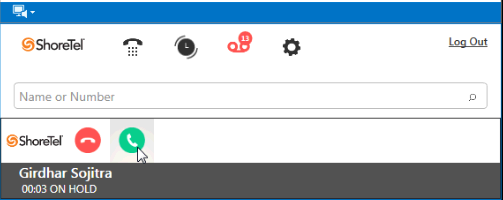 ShoreTel
13
Log Out
Name or Number
ShoreTel
Girdhar Sojitra
00:03 ON HOLD